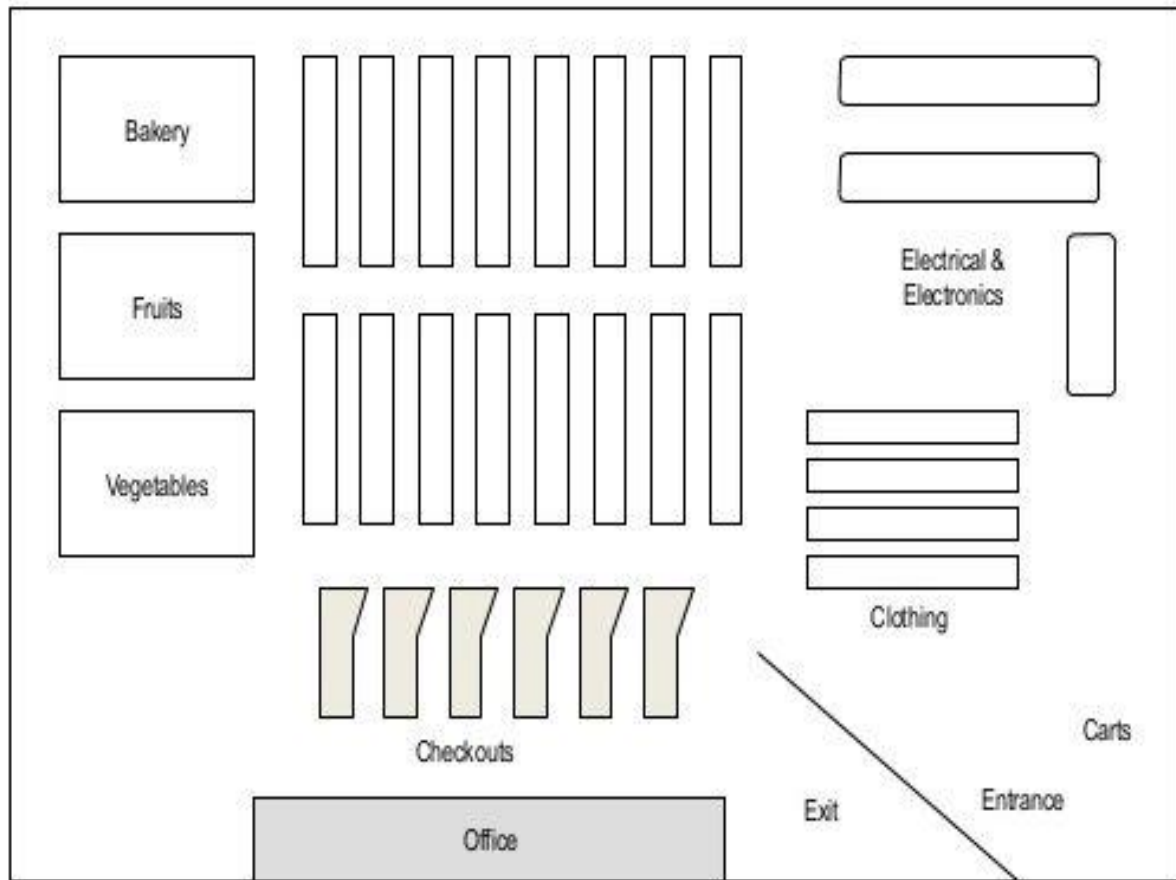 Bakery
Electrical &
Electronics
Fruits
Vegetables
Clothing
Carts
Checkouts
Entrance
Exit
Office